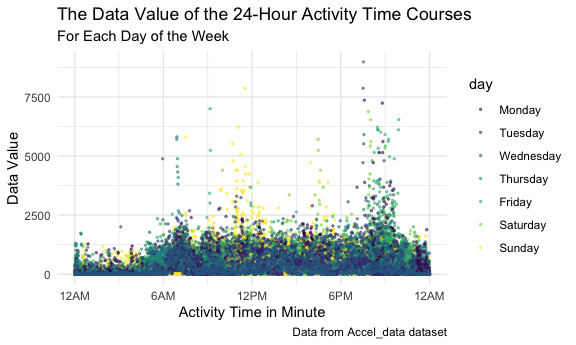 The Data Value of the 24-Hour Activity Time Courses
For Each Day of the Week
Data Value
7500
5000
2500
0
12AM 6AM 12PM 6PM 12AM
Activity Time in Minute
Data from Accel_data dataset
day
Monday
Tuesday
Wednesday
Thursday
Friday
Saturday
Sunday